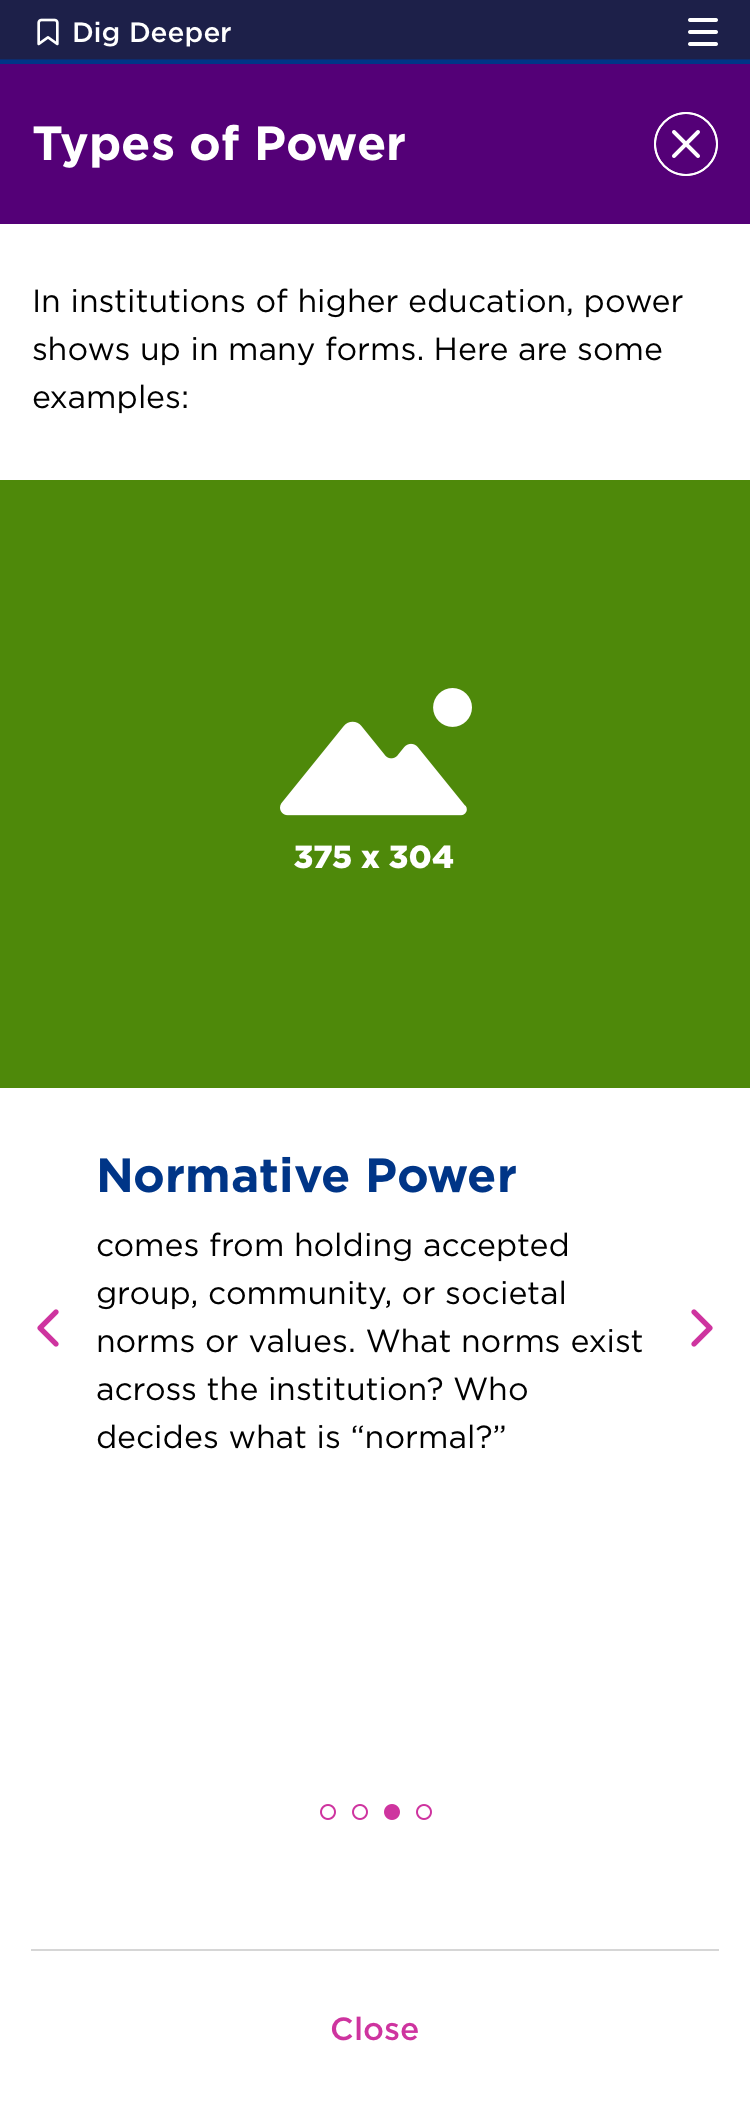 Dig Deeper
Types of Power
In institutions of higher education, power
shows up in many forms. Here are some
examples:
375 x 304
Normative Power
comes from holding accepted
group, community, or societal
norms or values. What norms exist
across the institution? Who
decides what is “normal?”
Close